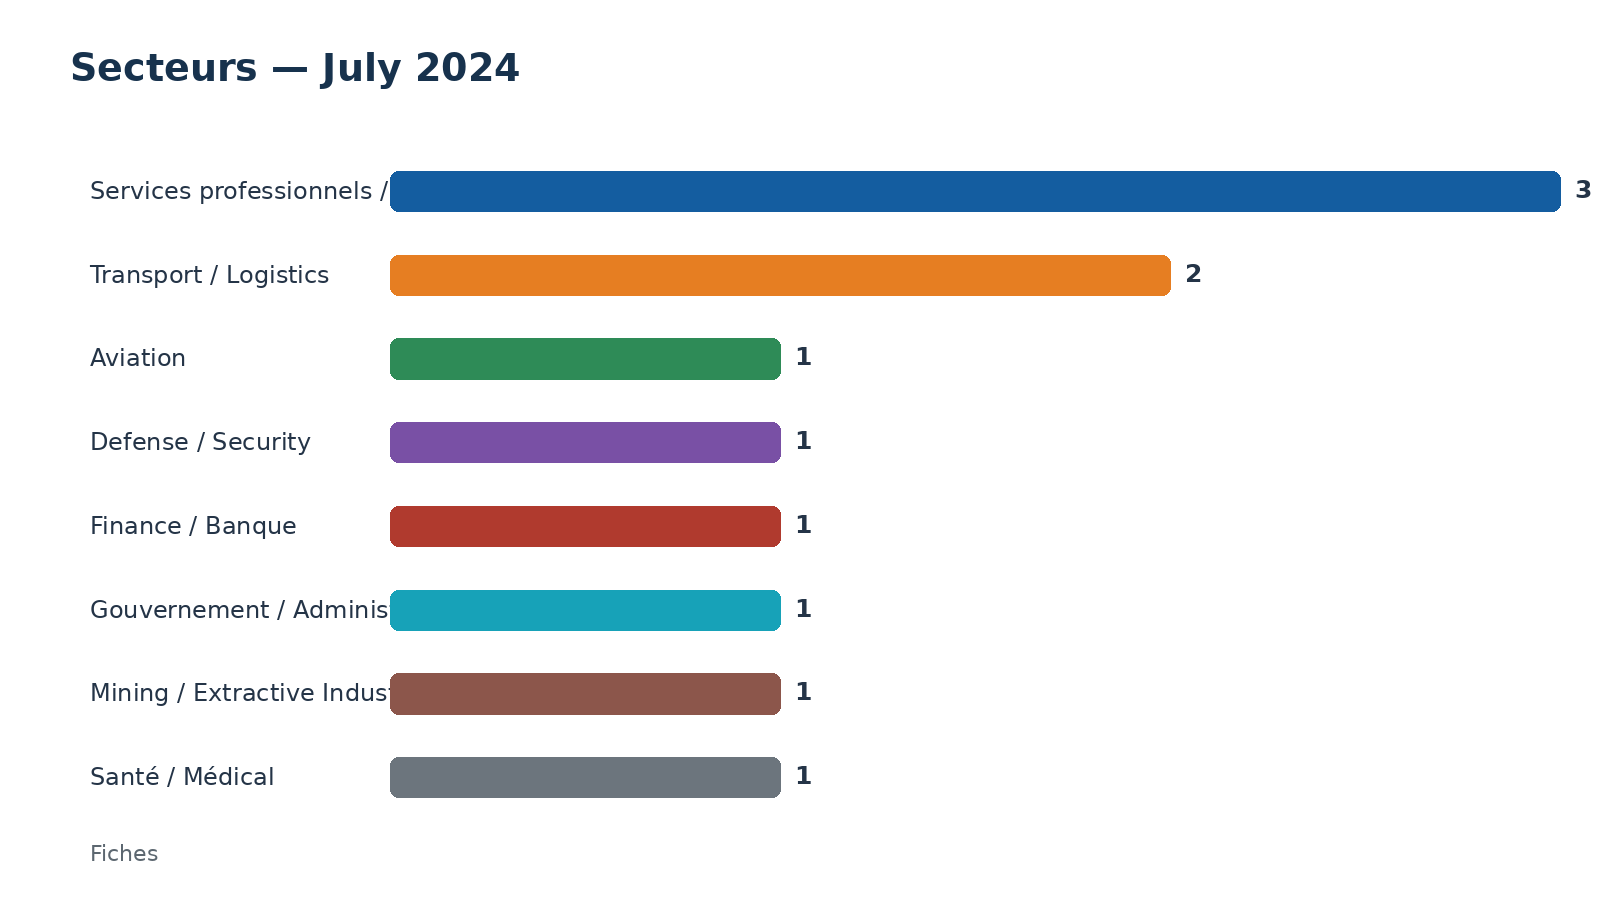 Secteurs — July 2024
Services professionnels / 3
Transport / Logistics 2
Aviation 1
Defense / Security 1
Finance / Banque 1
Gouvernement / Adminis 1
Mining / Extractive Indust 1
Santé / Médical 1
Fiches